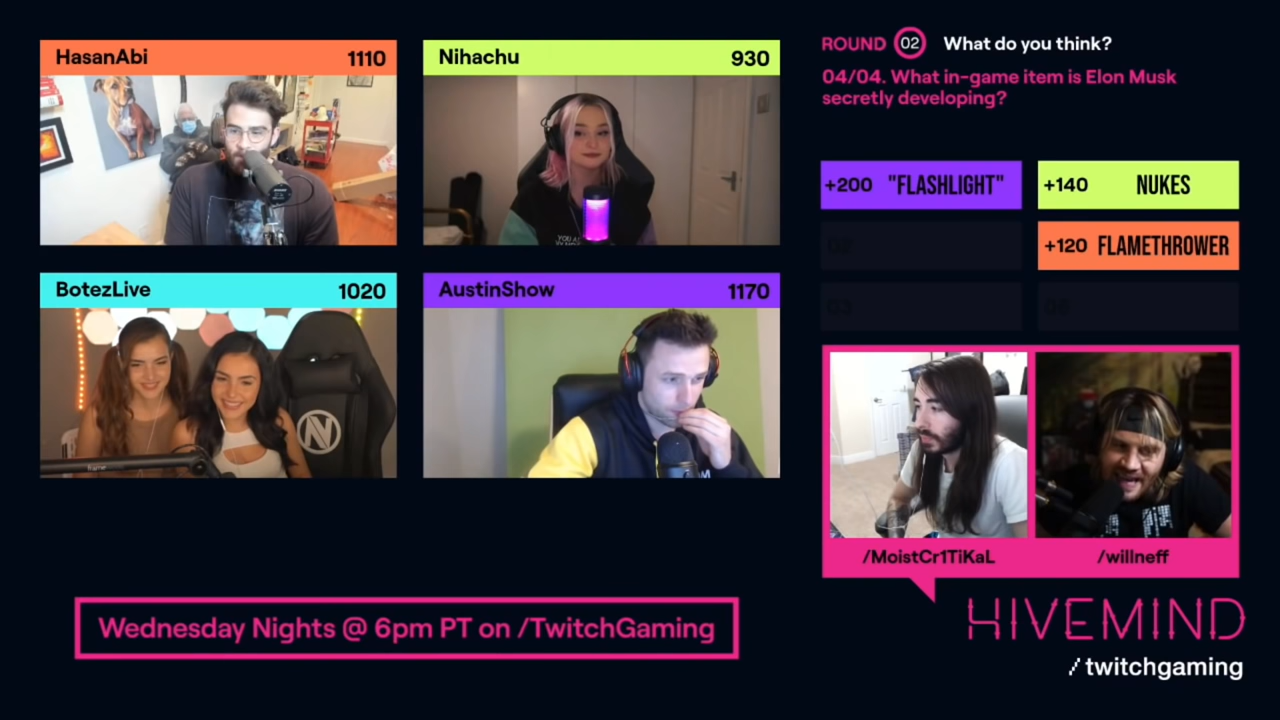 HasanAbi 1110
Nihachu 930
BotezLive 1020
AustinShow 1170
ROUND 02 What do you think?
04/04. What in-game item is Elon Musk
secretly developing?
+200 "FLASHLIGHT"
+140 NUKES
+120 FLAMETHROWER
/MoistCr1TiKaL
/willneff
Wednesday Nights @ 6pm PT on /TwitchGaming
HIVEMIND
/twitchgaming